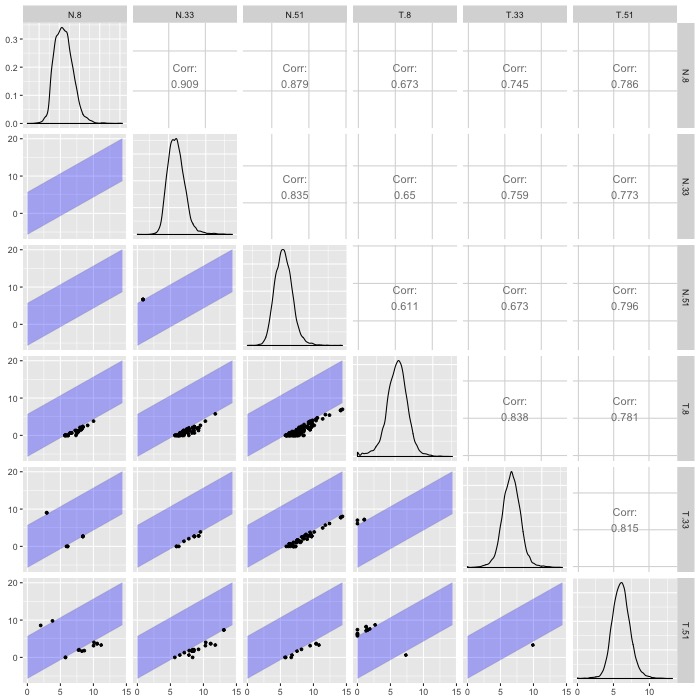 N.8 N.33 N.51 T.8 T.33 T.51
0.3
0.2
0.1
0.0
Corr:
0.909
Corr:
0.879
Corr:
0.673
Corr:
0.745
Corr:
0.786
N.8
20
10
0
Corr:
0.835
Corr:
0.65
Corr:
0.759
Corr:
0.773
N.33
20
10
0
Corr:
0.611
Corr:
0.673
Corr:
0.796
N.51
20
10
0
Corr:
0.838
Corr:
0.781
T.8
20
10
0
Corr:
0.815
T.33
20
10
0
T.51
0 5 10 15 0 5 10 15 0 5 10 15 0 5 10 15 0 5 10 15 0 5 10